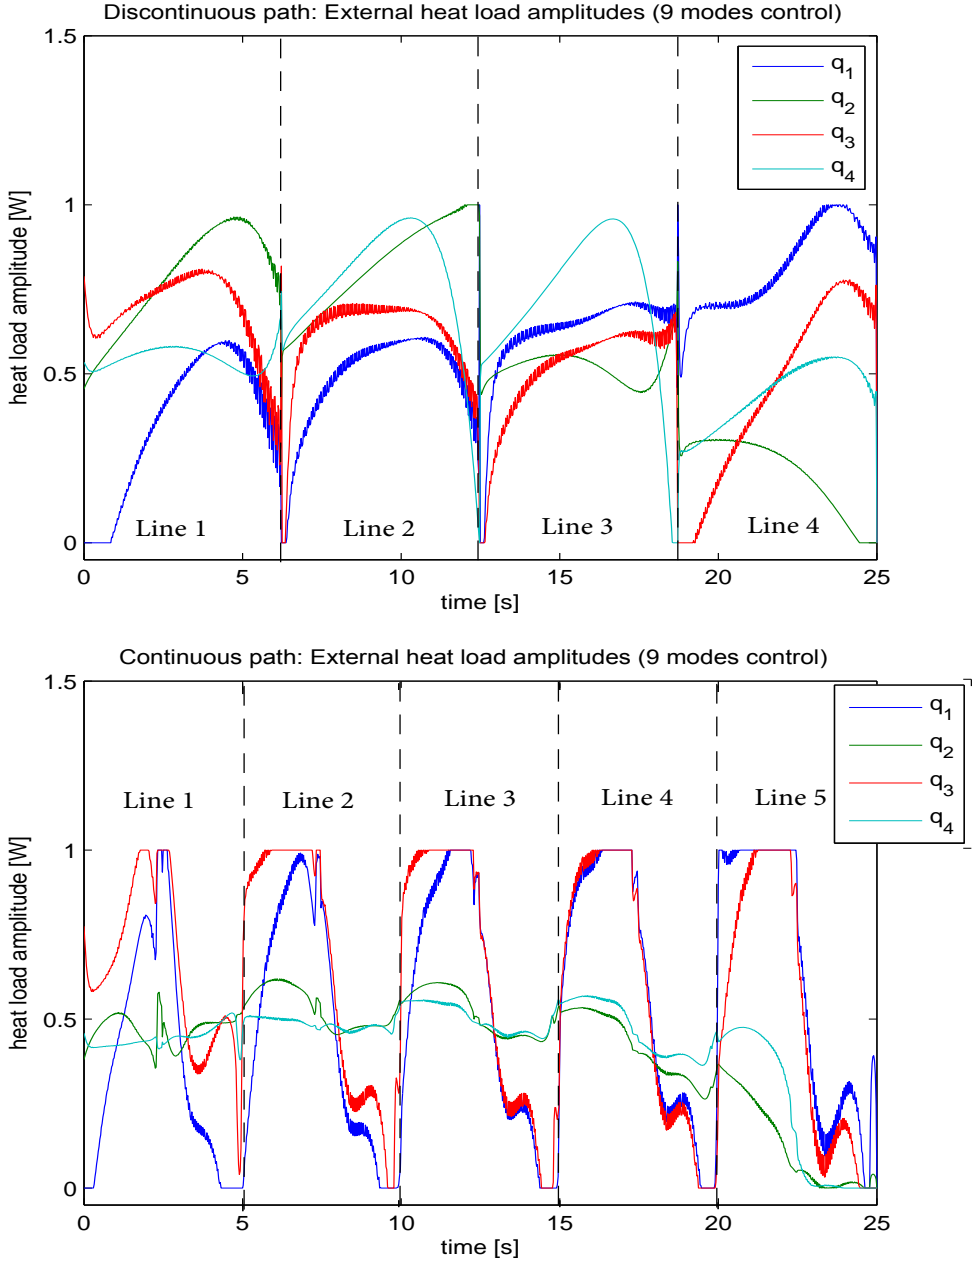 Discontinuous path: External heat load amplitudes (9 modes control)
1.5
q1
q2
q3
q4
1
heat load amplitude [W]
0.5
Line 1
Line 2
Line 3
Line 4
0
0
5
10
15
20
25
time [s]
Continuous path: External heat load amplitudes (9 modes control)
1.5
q1
q2
q3
q4
Line 1
Line 2
Line 3
Line 4
Line 5
1
heat load amplitude [W]
0.5
0
0
5
10
15
20
25
time [s]